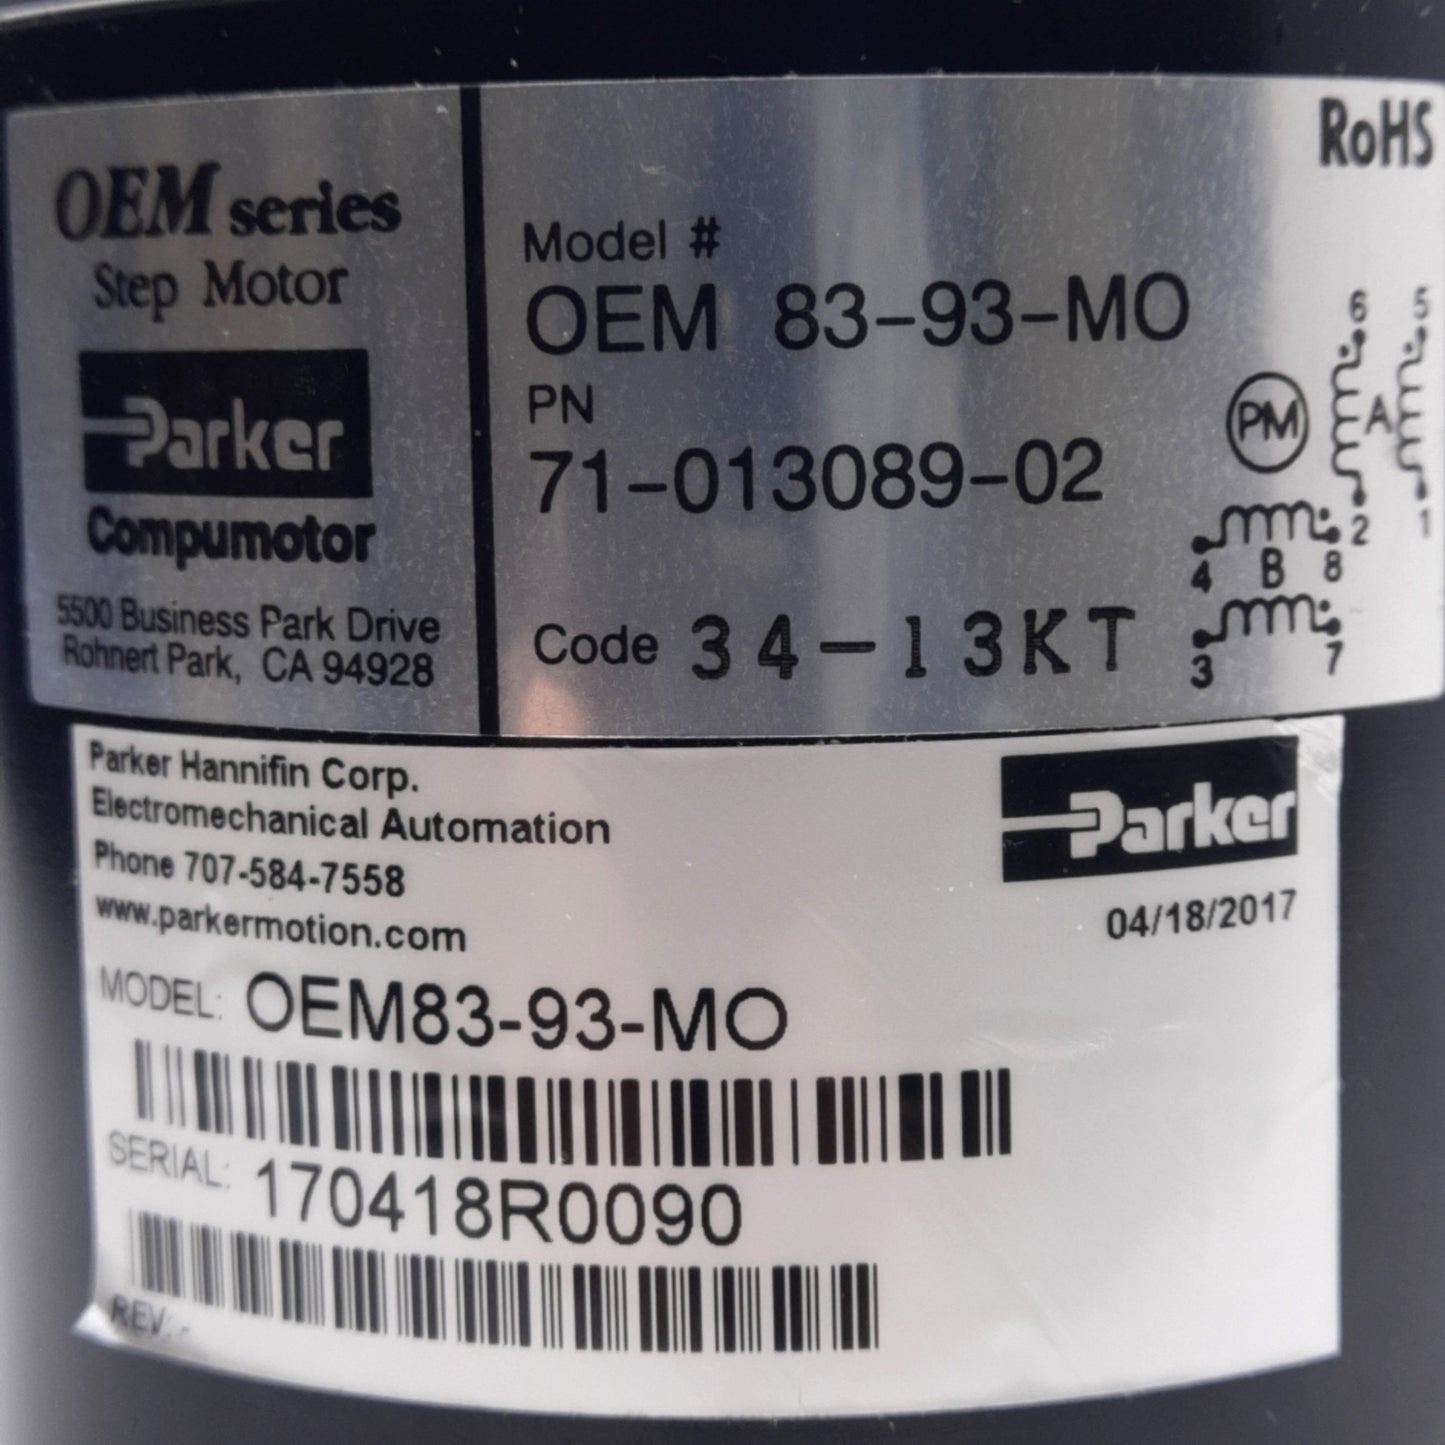 OEM series
Step Motor
Parker
Compumotor
5500 Business Park Drive
Rohnert Park, CA 94928
RoHS
Model #
OEM 83-93-MO
PN
71-013089-02
Code 34-13KT
PM
6 5
A
2 1
4 B 8
3 7
Parker Hannifin Corp.
Electromechanical Automation
Phone 707-584-7558
www.parkermotion.com
Parker
04/18/2017
MODEL: OEM83-93-MO
SERIAL: 170418R0090
REV: -